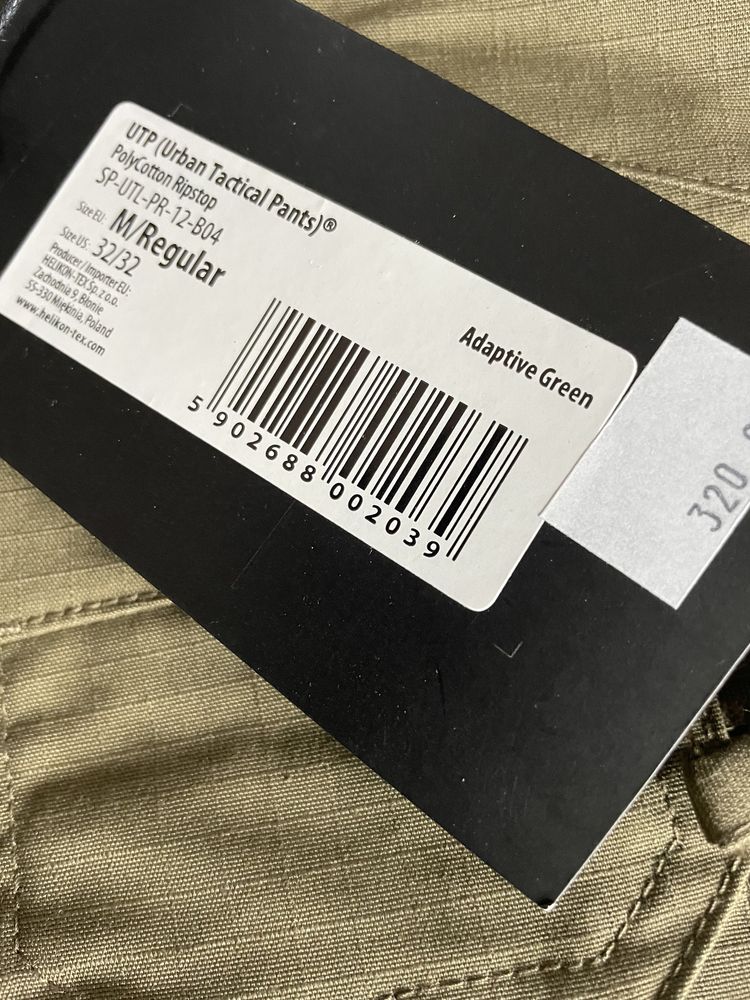 UTP (Urban Tactical Pants)®
PolyCotton Ripstop
SP-UTL-PR-12-B04
Size EU: M/Regular
Size US: 32/32
Producer / Importer EU:
HELIKON-TEX Sp. z o.o.
Zachodnia 9, Błonie
55-330 Miękinia, Poland
www.helikon-tex.com
Adaptive Green
5 902688 002039
320